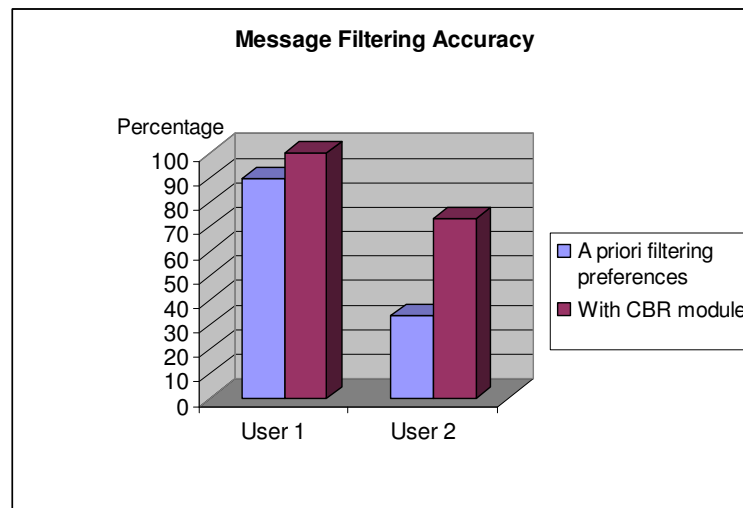 Message Filtering Accuracy
Percentage
100
90
80
70
60
50
40
30
20
10
0
User 1
User 2
A priori filtering
preferences
With CBR module